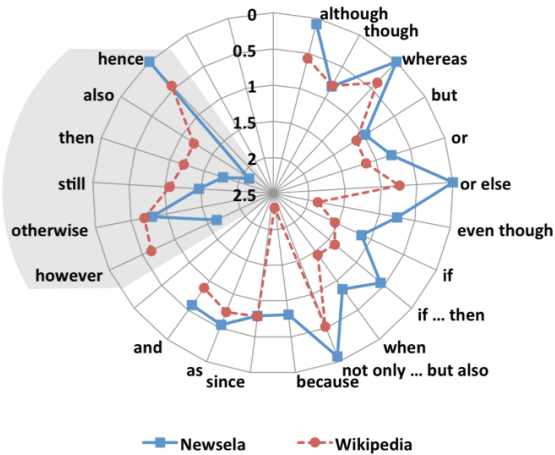 0
0.5
1
1.5
2
2.5
although
though
whereas
but
or
or else
even though
if
if ... then
when
not only ... but also
because
since
as
and
however
otherwise
still
then
also
hence
Newsela
Wikipedia